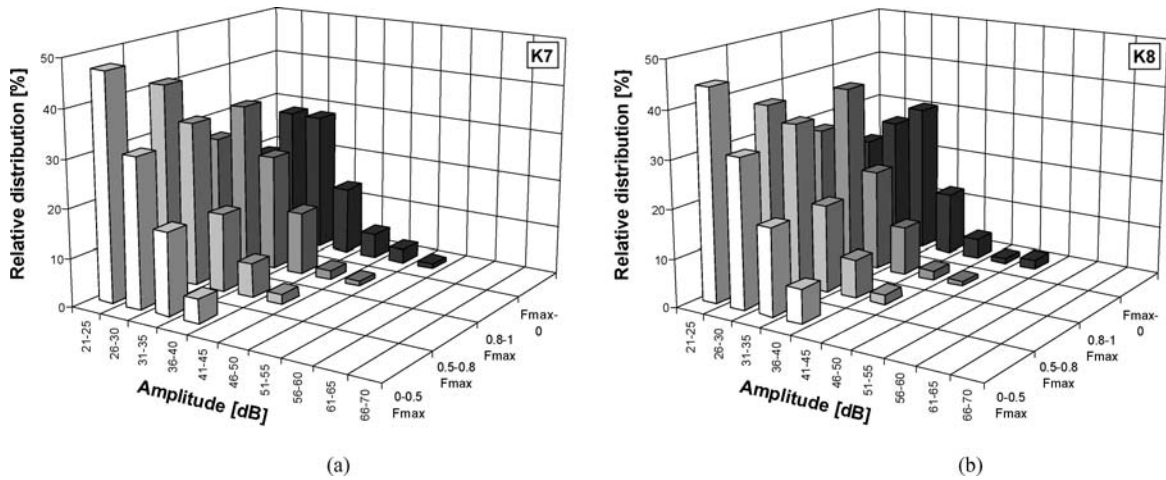 K7
Relative distribution [%]
50
40
30
20
10
0
21-25
26-30
31-35
36-40
41-45
46-50
51-55
56-60
61-65
66-70
Amplitude [dB]
0-0.5
Fmax
0.5-0.8
Fmax
0.8-1
Fmax
Fmax-
0
(a)
K8
Relative distribution [%]
50
40
30
20
10
0
21-25
26-30
31-35
36-40
41-45
46-50
51-55
56-60
61-65
66-70
Amplitude [dB]
0-0.5
Fmax
0.5-0.8
Fmax
0.8-1
Fmax
Fmax-
0
(b)